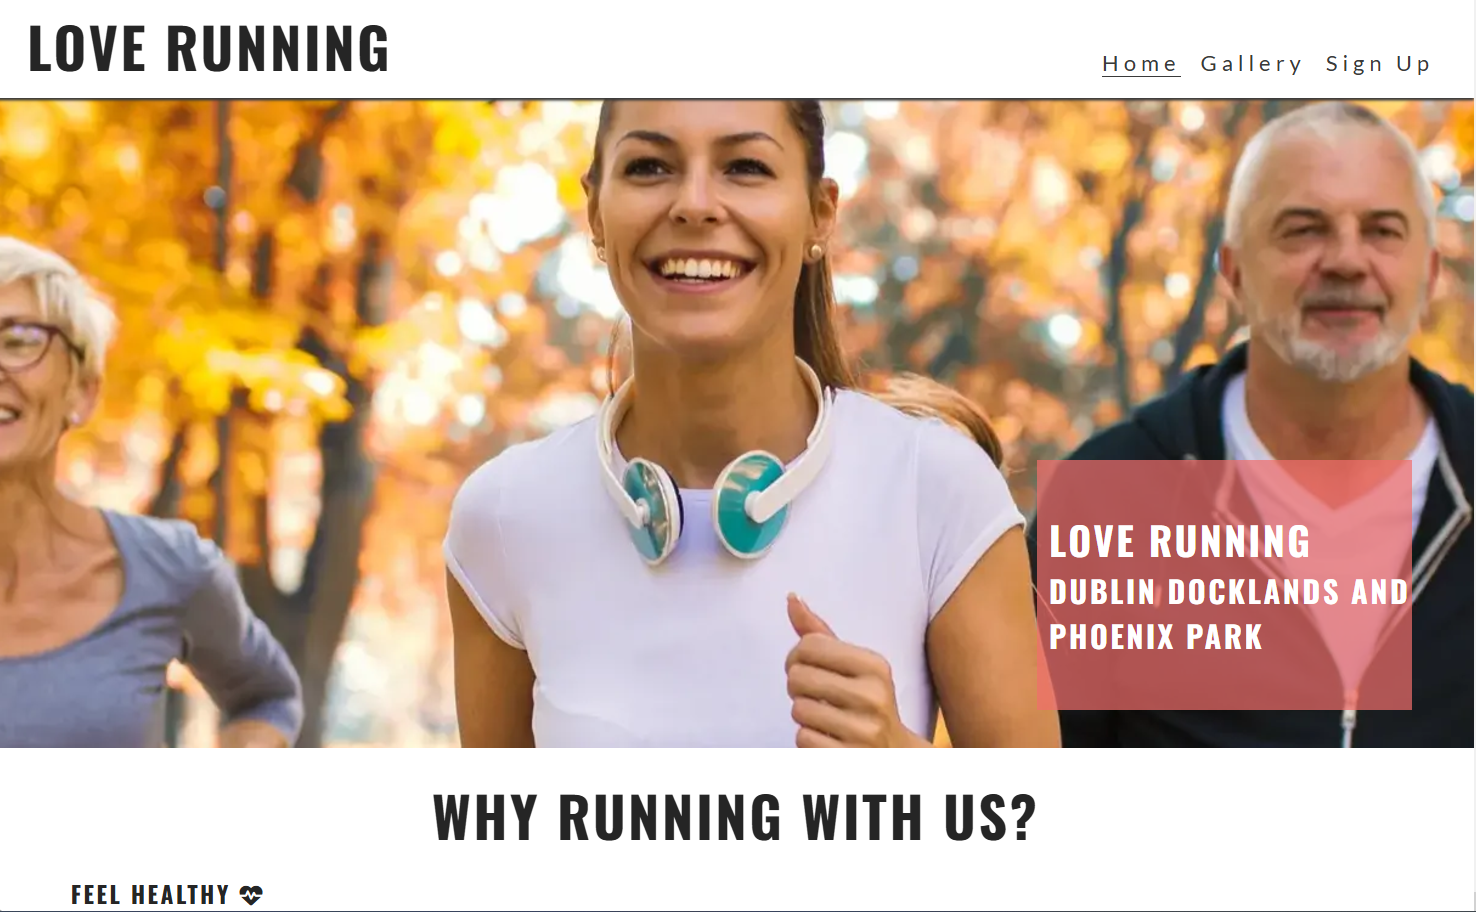 LOVE RUNNING
Home Gallery Sign Up
LOVE RUNNING
DUBLIN DOCKLANDS AND
PHOENIX PARK
WHY RUNNING WITH US?
FEEL HEALTHY